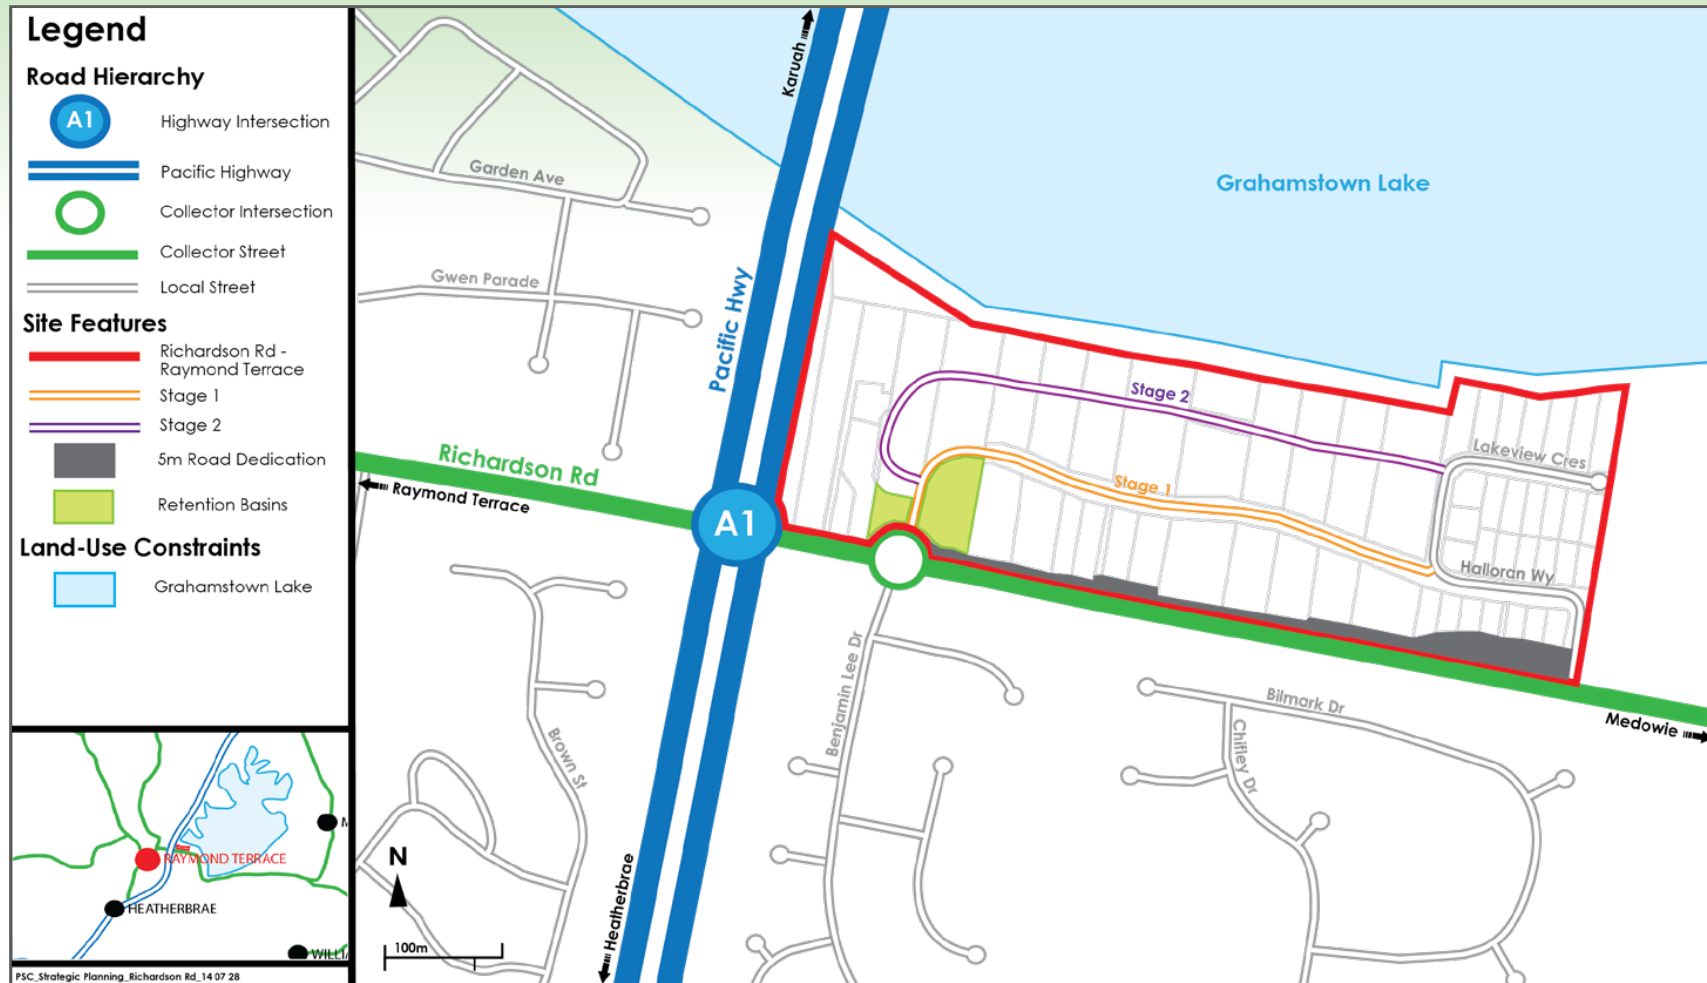 Legend
Road Hierarchy
A1
Highway Intersection
Pacific Highway
Collector Intersection
Collector Street
Local Street
Site Features
Richardson Rd -
Raymond Terrace
Stage 1
Stage 2
5m Road Dedication
Retention Basins
Land-Use Constraints
Grahamstown Lake
RAYMOND TERRACE
HEATHERBRAE
PSC_Strategic Planning_Richardson Rd_14 07 28
Karuah
Garden Ave
Grahamstown Lake
Gwen Parade
Pacific Hwy
Stage 2
Richardson Rd
Raymond Terrace
Lakeview Cres
Stage 1
A1
Halloran Wy
Benjamin Lee Dr
Bilmark Dr
Chifley Dr
Medowie
Brown St
N
100m
Heatherbrae